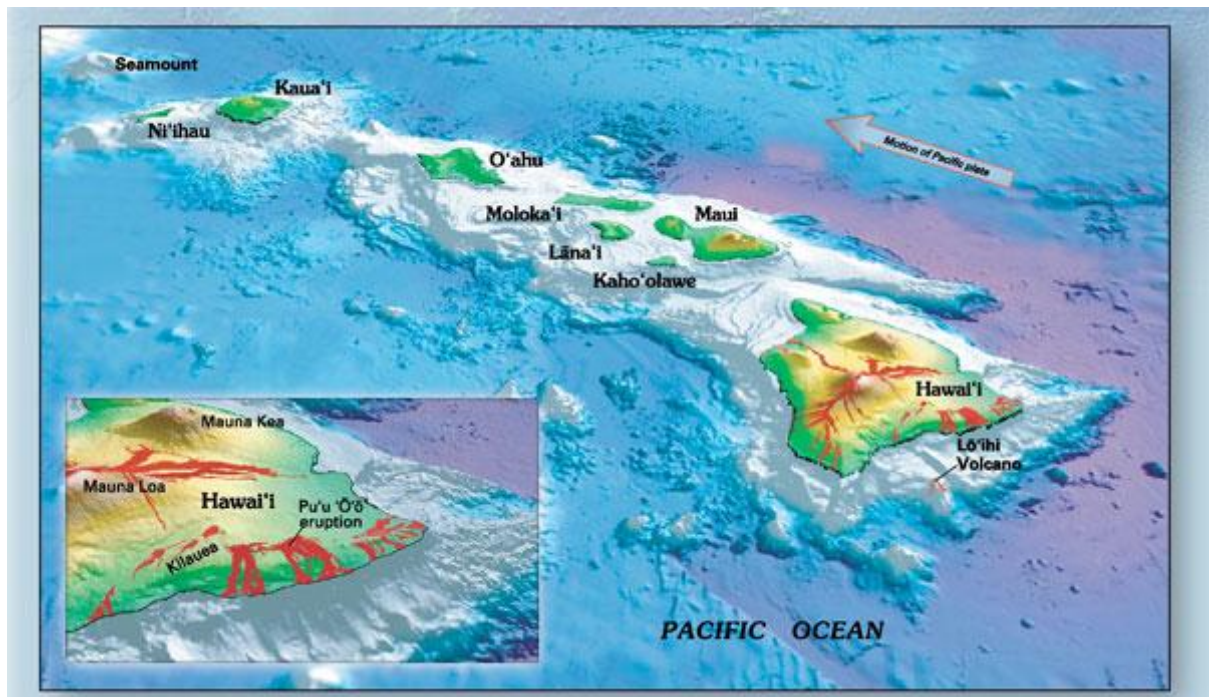 Seamount
Kaua'i
Ni'ihau
O'ahu
Motion of Pacific plate
Moloka'i
Maui
Lāna'i
Kaho'olawe
Hawai'i
Lō'ihi
Volcano
Mauna Kea
Mauna Loa
Hawai'i
Pu'u 'Ō'ō'
eruption
Kilauea
PACIFIC OCEAN